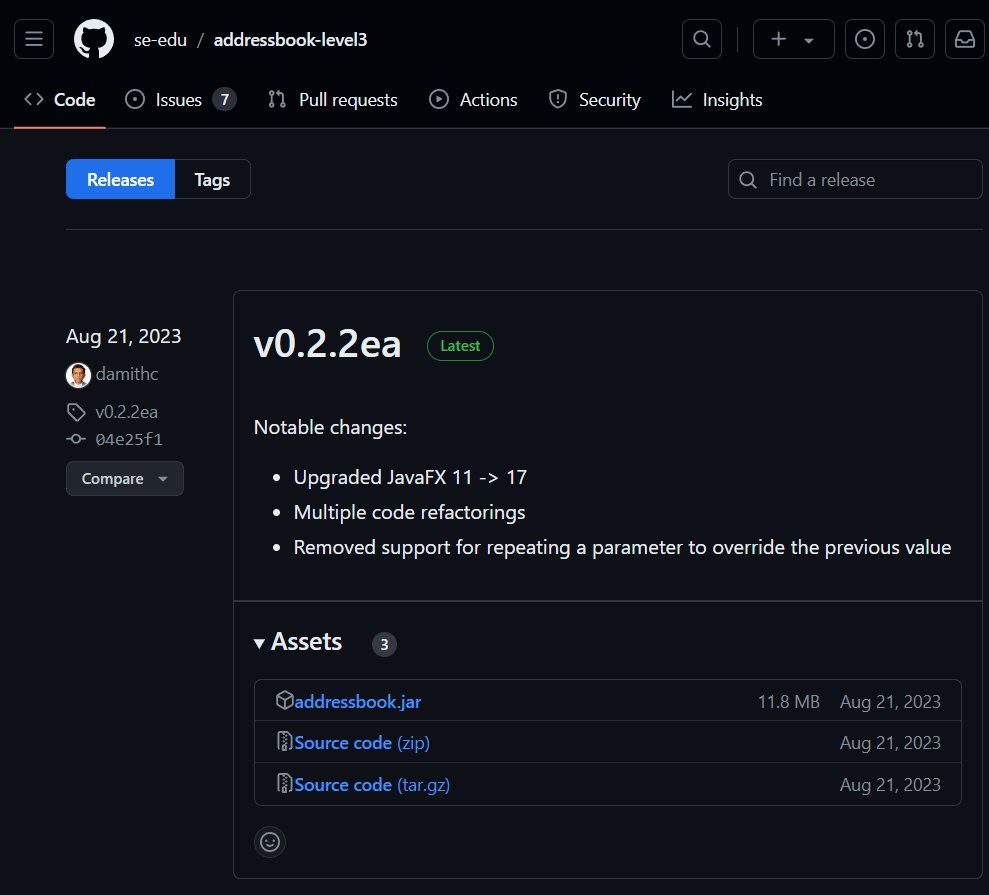 se-edu / addressbook-level3
Code Issues 7 Pull requests Actions Security Insights
Releases Tags Find a release
Aug 21, 2023
damithc
v0.2.2ea
04e25f1
Compare
v0.2.2ea Latest
Notable changes:
Upgraded JavaFX 11 -> 17
Multiple code refactorings
Removed support for repeating a parameter to override the previous value
Assets 3
addressbook.jar 11.8 MB Aug 21, 2023
Source code (zip) Aug 21, 2023
Source code (tar.gz) Aug 21, 2023